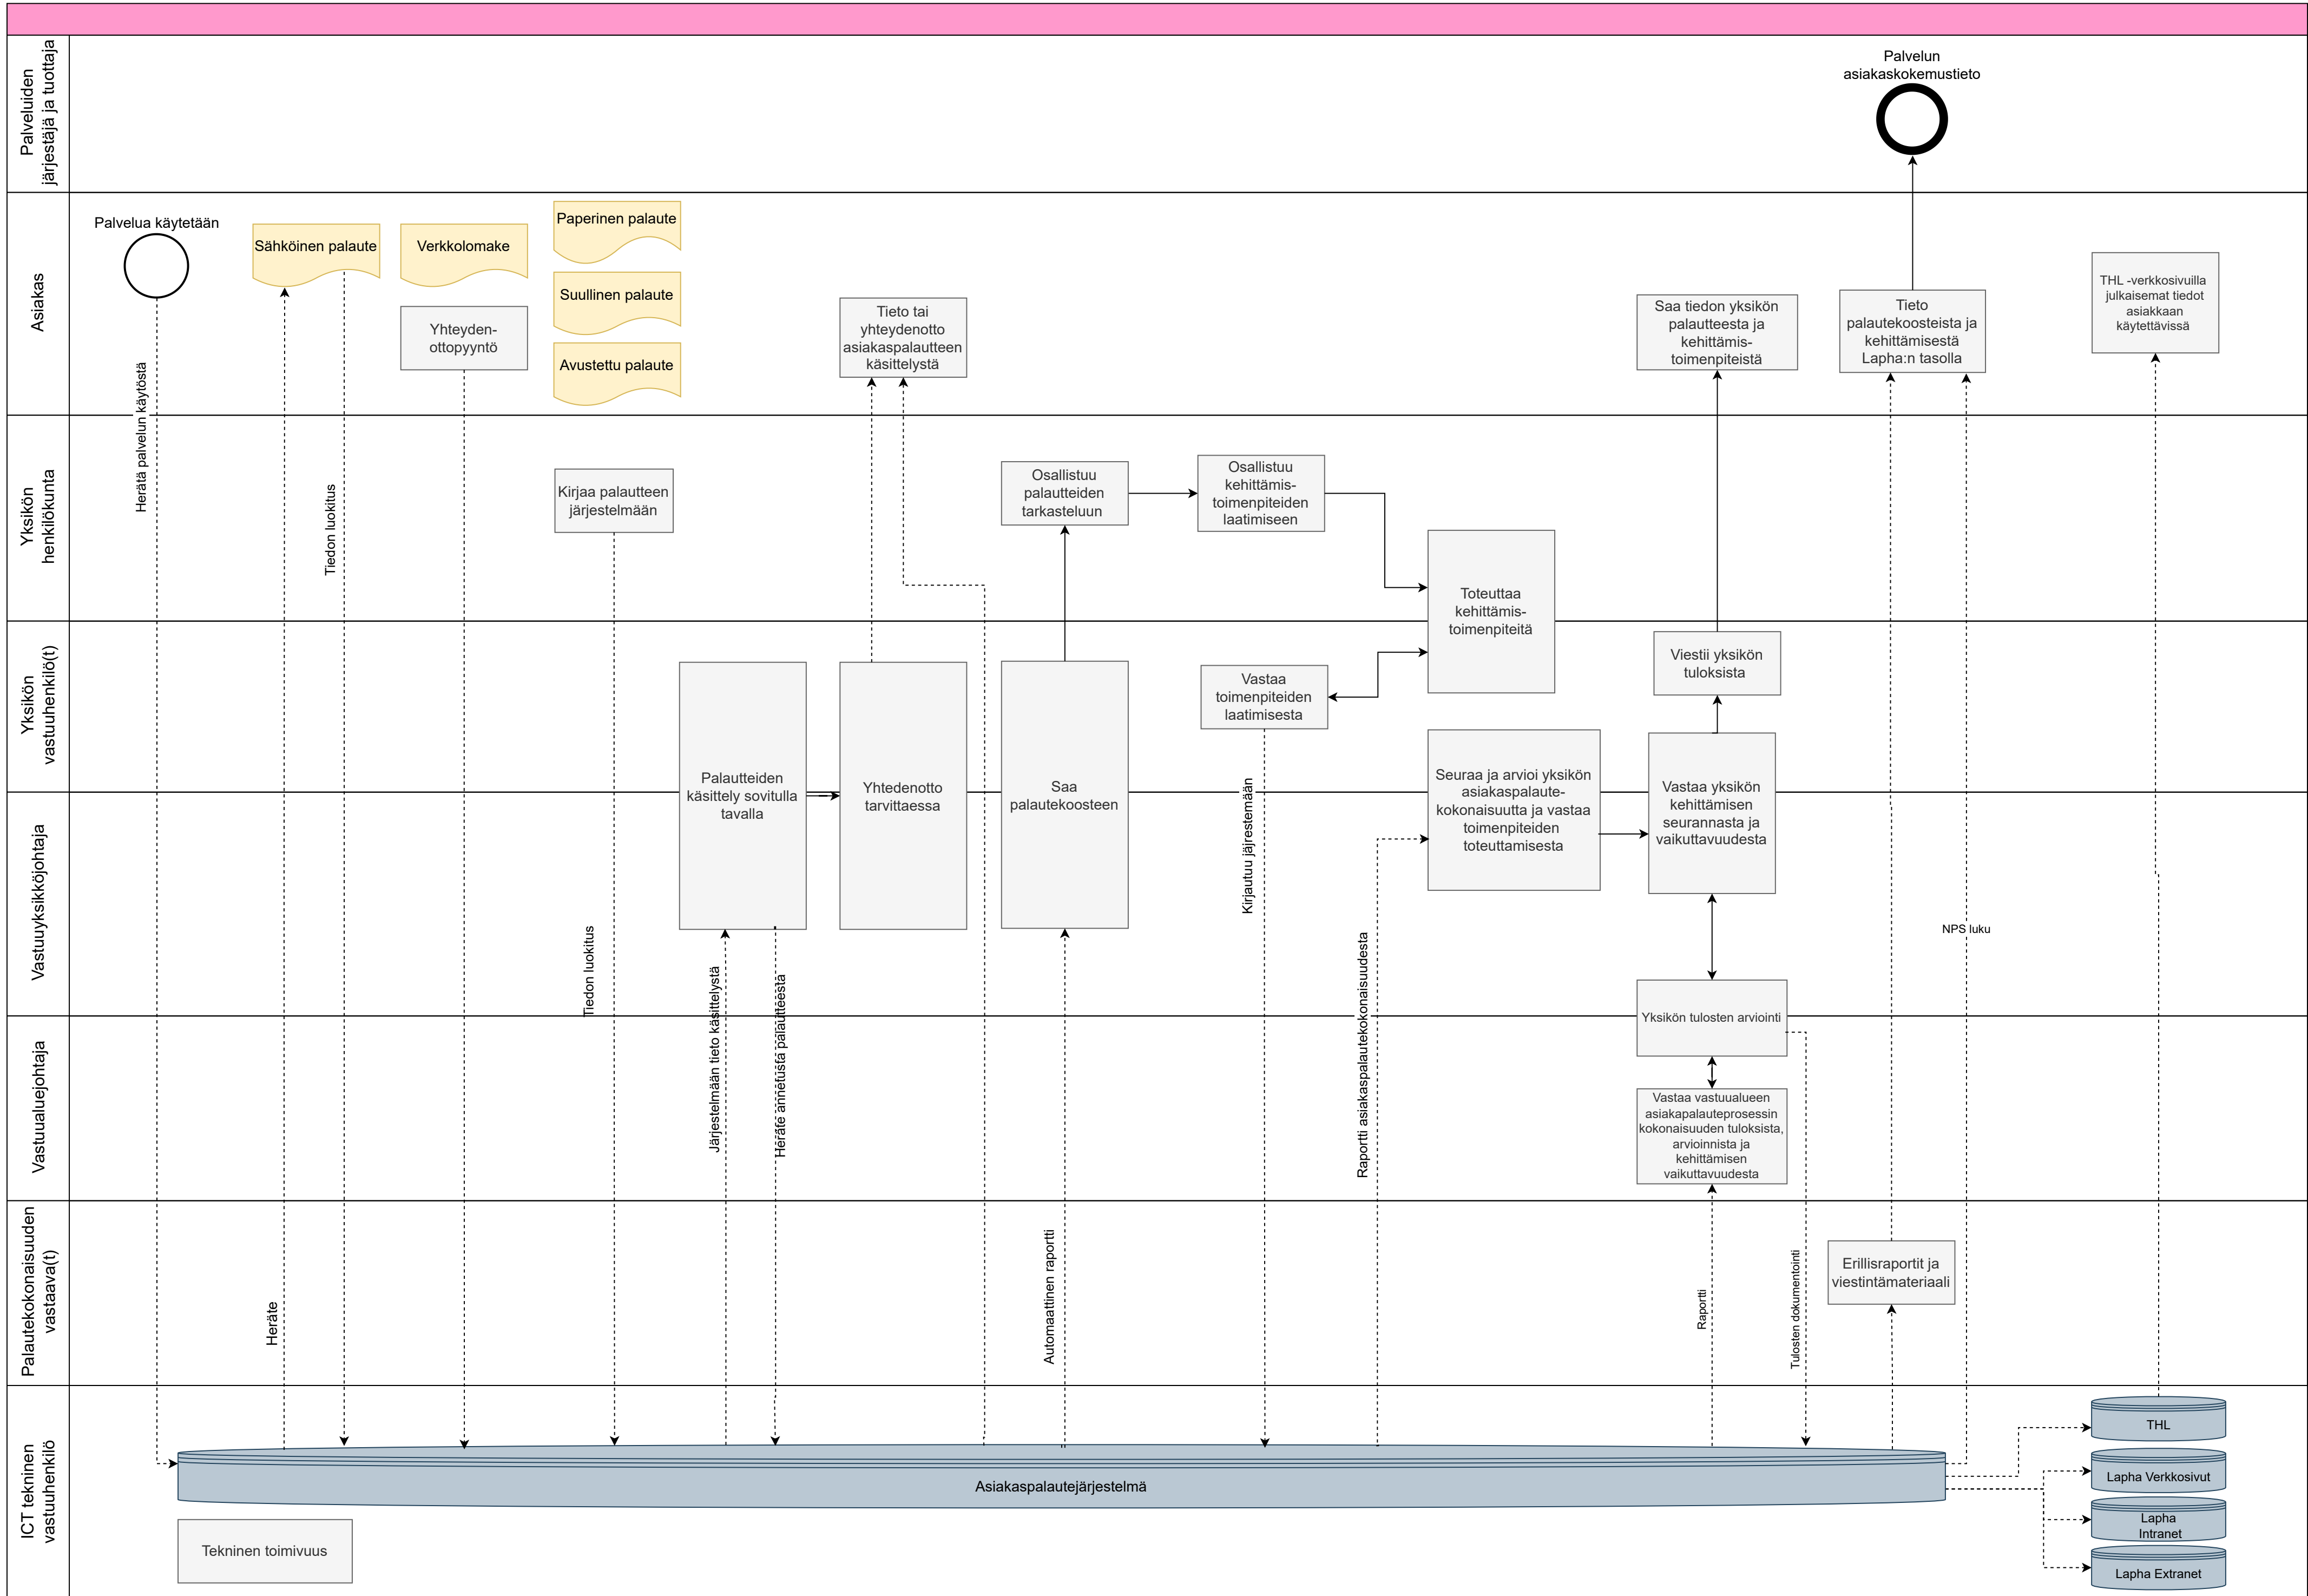 Palveluiden
järjestäjä ja tuottaja
Palvelun
asiakaskokemustieto
Asiakas
Palvelua käytetään
Sähköinen palaute
Verkkolomake
Yhteyden-
ottopyyntö
Paperinen palaute
Suullinen palaute
Avustettu palaute
Tieto tai
yhteydenotto
asiakaspalautteen
käsittelystä
Saa tiedon yksikön
palautteesta ja
kehittämis-
toimenpiteistä
Tieto
palautekoosteista ja
kehittämisestä
Lapha:n tasolla
THL -verkkosivuilla
julkaisemat tiedot
asiakkaan
käytettävissä
Herätä palvelun käytöstä
Tiedon luokitus
Yksikön
henkilökunta
Kirjaa palautteen
järjestelmään
Osallistuu
palautteiden
tarkasteluun
Osallistuu
kehittämis-
toimenpiteiden
laatimiseen
Toteuttaa
kehittämis-
toimenpiteitä
Yksikön
vastuuhenkilö(t)
Palautteiden
käsittely sovitulla
tavalla
Yhtedenotto
tarvittaessa
Saa
palautekoosteen
Vastaa
toimenpiteiden
laatimisesta
Viestii yksikön
tuloksista
Seuraa ja arvioi yksikön
asiakaspalaute-
kokonaisuutta ja vastaa
toimenpiteiden
toteuttamisesta
Vastaa yksikön
kehittämisen
seurannasta ja
vaikuttavuudesta
Vastuuyksikköjohtaja
Tiedon luokitus
Järjestelmään tieto käsittelystä
Heräte annetusta palautteesta
Kirjautuu jäjrestemään
Raportti asiakaspalautekokonaisuudesta
NPS luku
Yksikön tulosten arviointi
Vastuualuejohtaja
Vastaa vastuualueen
asiakapalauteprosessin
kokonaisuuden tuloksista,
arvioinnista ja
kehittämisen
vaikuttavuudesta
Palautekokonaisuuden
vastaava(t)
Heräte
Automaattinen raportti
Raportti
Tulosten dokumentointi
Erillisraportit ja
viestintämateriaali
ICT tekninen
vastuuhenkilö
Asiakaspalautejärjestelmä
Tekninen toimivuus
THL
Lapha Verkkosivut
Lapha
Intranet
Lapha Extranet